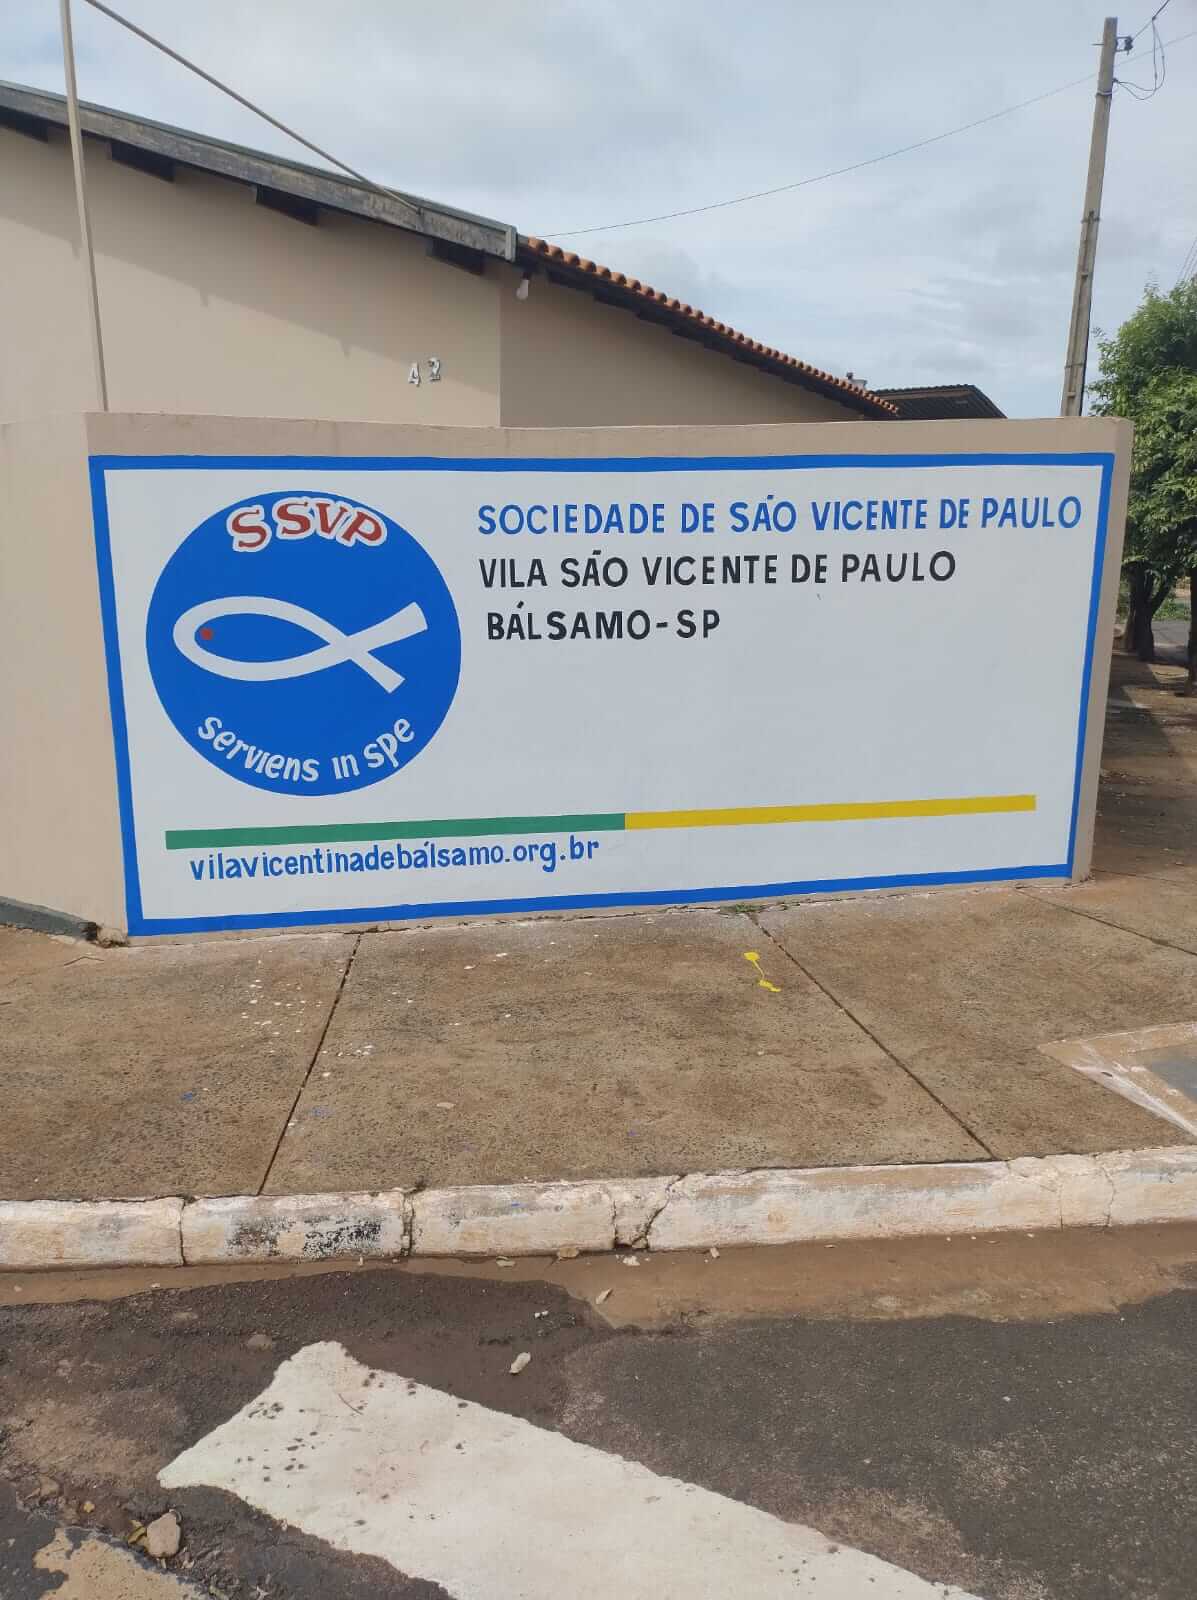 42
SSVP
serviens in spe
SOCIEDADE DE SÃO VICENTE DE PAULO
VILA SÃO VICENTE DE PAULO
BÁLSAMO-SP
vilavicentinadebálsamo.org.br